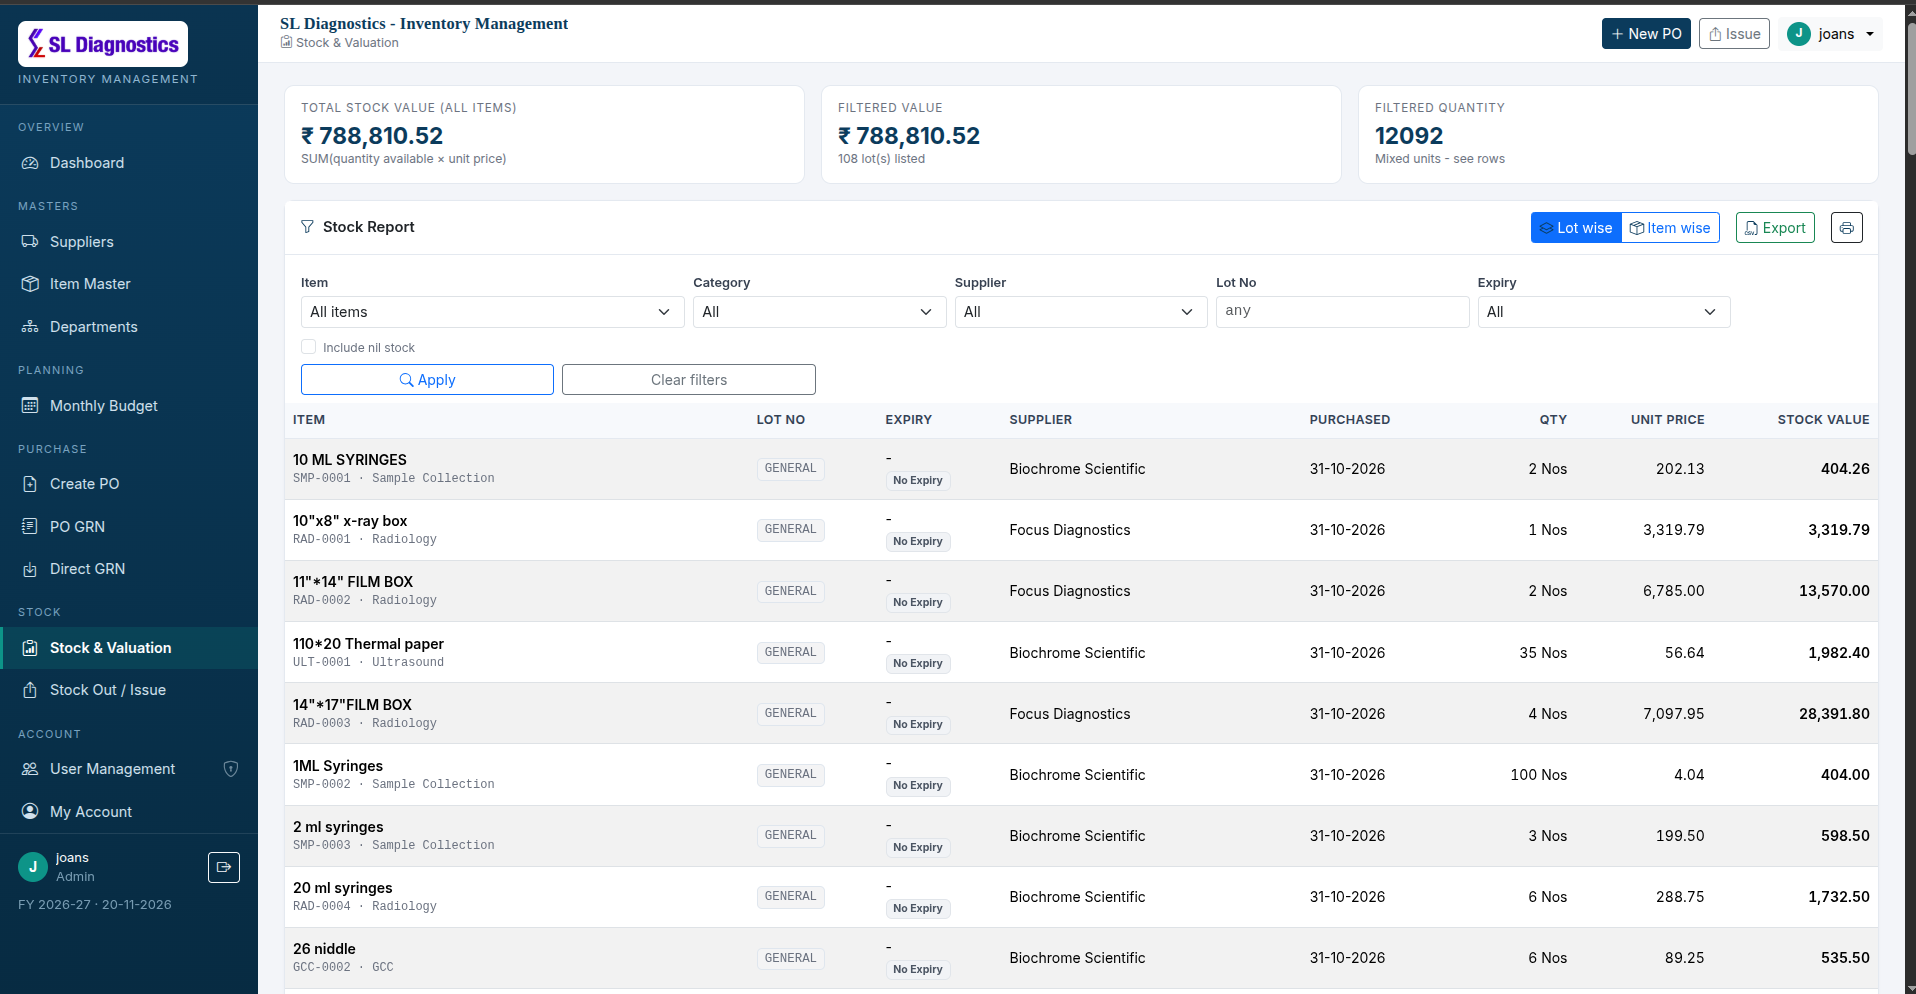 SL Diagnostics
INVENTORY MANAGEMENT
OVERVIEW
Dashboard
MASTERS
Suppliers
Item Master
Departments
PLANNING
Monthly Budget
PURCHASE
Create PO
PO GRN
Direct GRN
STOCK
Stock & Valuation
Stock Out / Issue
ACCOUNT
User Management
My Account
J
joans
Admin
FY 2026-27 · 20-11-2026
SL Diagnostics - Inventory Management
Stock & Valuation
+ New PO
Issue
J joans
TOTAL STOCK VALUE (ALL ITEMS)
₹ 788,810.52
SUM(quantity available × unit price)
FILTERED VALUE
₹ 788,810.52
108 lot(s) listed
FILTERED QUANTITY
12092
Mixed units - see rows
Stock Report
Lot wise
Item wise
Export
Item Category Supplier Lot No Expiry
All items All All any All
Include nil stock
Apply
Clear filters
ITEM LOT NO EXPIRY SUPPLIER PURCHASED QTY UNIT PRICE STOCK VALUE
10 ML SYRINGES
SMP-0001 · Sample Collection
GENERAL
-
No Expiry
Biochrome Scientific 31-10-2026 2 Nos 202.13 404.26
10"x8" x-ray box
RAD-0001 · Radiology
GENERAL
-
No Expiry
Focus Diagnostics 31-10-2026 1 Nos 3,319.79 3,319.79
11"*14" FILM BOX
RAD-0002 · Radiology
GENERAL
-
No Expiry
Focus Diagnostics 31-10-2026 2 Nos 6,785.00 13,570.00
110*20 Thermal paper
ULT-0001 · Ultrasound
GENERAL
-
No Expiry
Biochrome Scientific 31-10-2026 35 Nos 56.64 1,982.40
14"*17"FILM BOX
RAD-0003 · Radiology
GENERAL
-
No Expiry
Focus Diagnostics 31-10-2026 4 Nos 7,097.95 28,391.80
1ML Syringes
SMP-0002 · Sample Collection
GENERAL
-
No Expiry
Biochrome Scientific 31-10-2026 100 Nos 4.04 404.00
2 ml syringes
SMP-0003 · Sample Collection
GENERAL
-
No Expiry
Biochrome Scientific 31-10-2026 3 Nos 199.50 598.50
20 ml syringes
RAD-0004 · Radiology
GENERAL
-
No Expiry
Biochrome Scientific 31-10-2026 6 Nos 288.75 1,732.50
26 niddle
GCC-0002 · GCC
GENERAL
-
No Expiry
Biochrome Scientific 31-10-2026 6 Nos 89.25 535.50